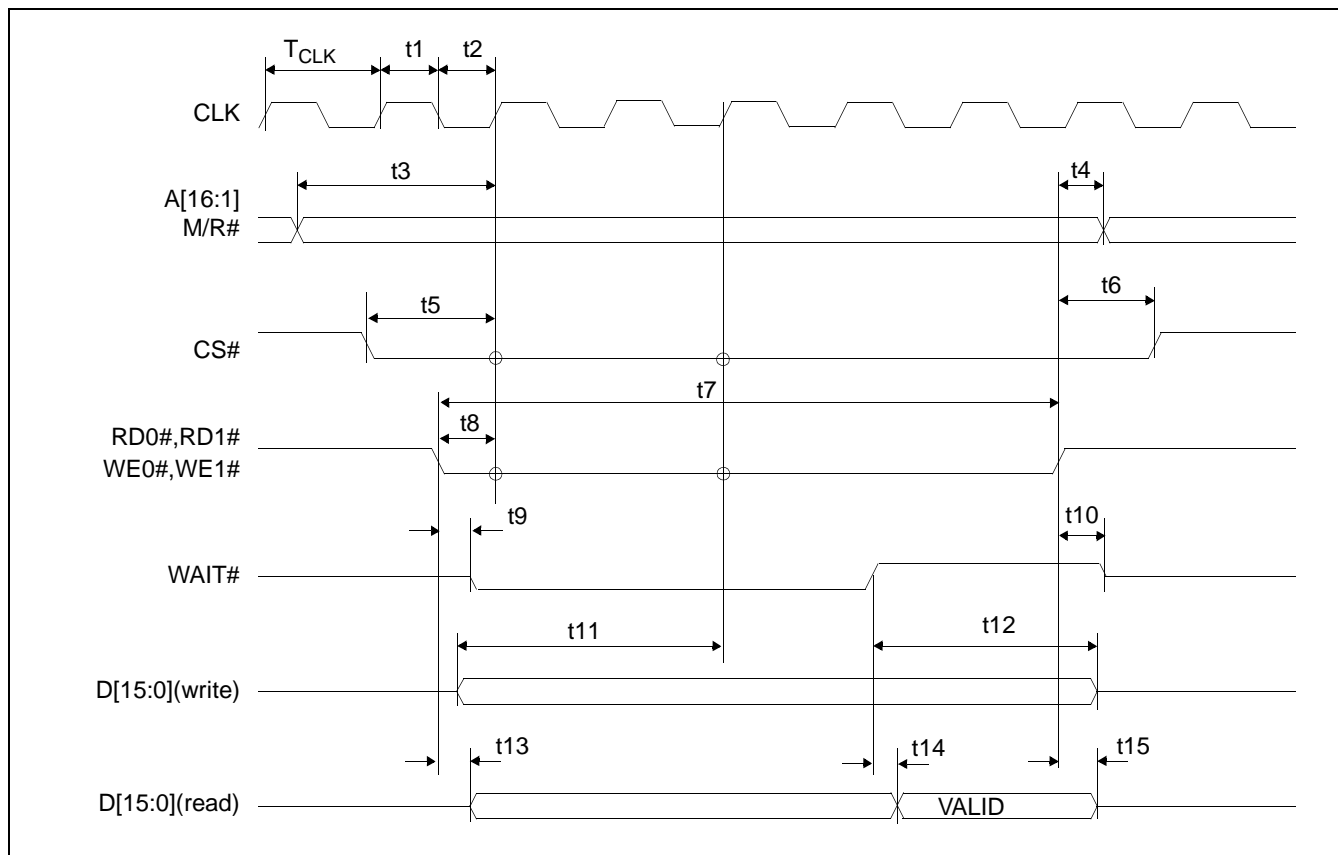 TCLK t1 t2
CLK
t3 t4
A[16:1]
M/R#
t5 t6
CS#
t7
t8
RD0#,RD1#
WE0#,WE1#
t9 t10
WAIT#
t11 t12
D[15:0](write)
t13 t14 t15
D[15:0](read) VALID